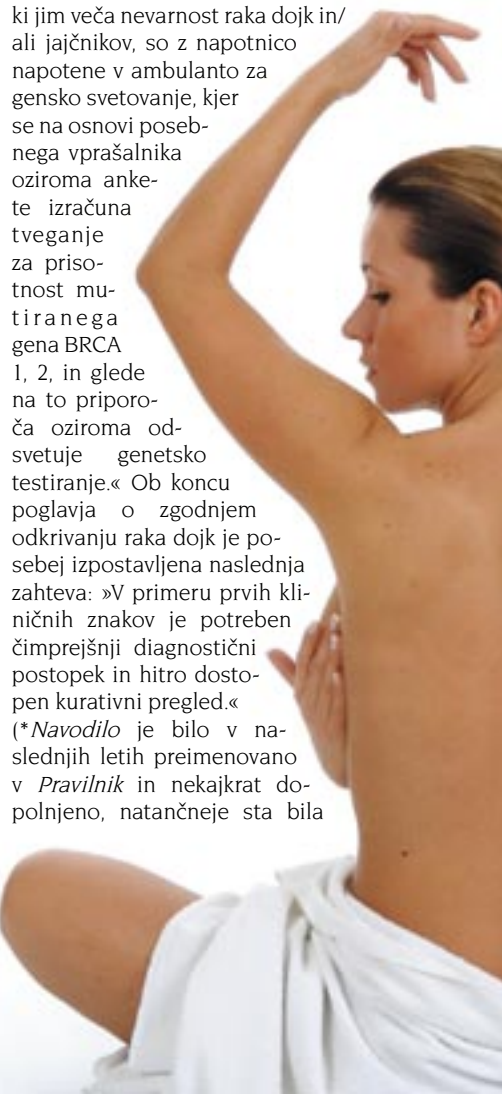 ki jim veča nevarnost raka dojk in/
ali jajčnikov, so z napotnico
napotene v ambulanto za
gensko svetovanje, kjer
se na osnovi poseb-
nega vprašalnika
oziroma anke-
te izračuna
tveganje
za priso-
tnost mu-
tiranega
gena BRCA
1, 2, in glede
na to priporo-
ča oziroma od-
svetuje genetsko
testiranje.« Ob koncu
poglavja o zgodnjem
odkrivanju raka dojk je po-
sebej izpostavljena naslednja
zahteva: »V primeru prvih kli-
ničnih znakov je potreben
čimprejšnji diagnostični
postopek in hitro dosto-
pen kurativni pregled.«
(*Navodilo je bilo v na-
slednjih letih preimenovano
v Pravilnik in nekajkrat do-
polnjeno, natančneje sta bila